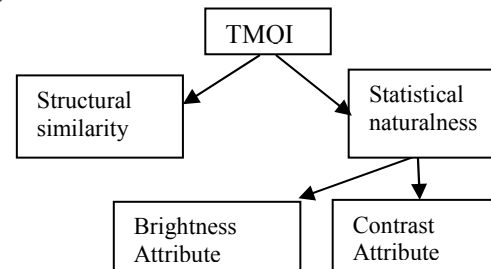 TMOI
Structural
similarity
Statistical
naturalness
Brightness
Attribute
Contrast
Attribute